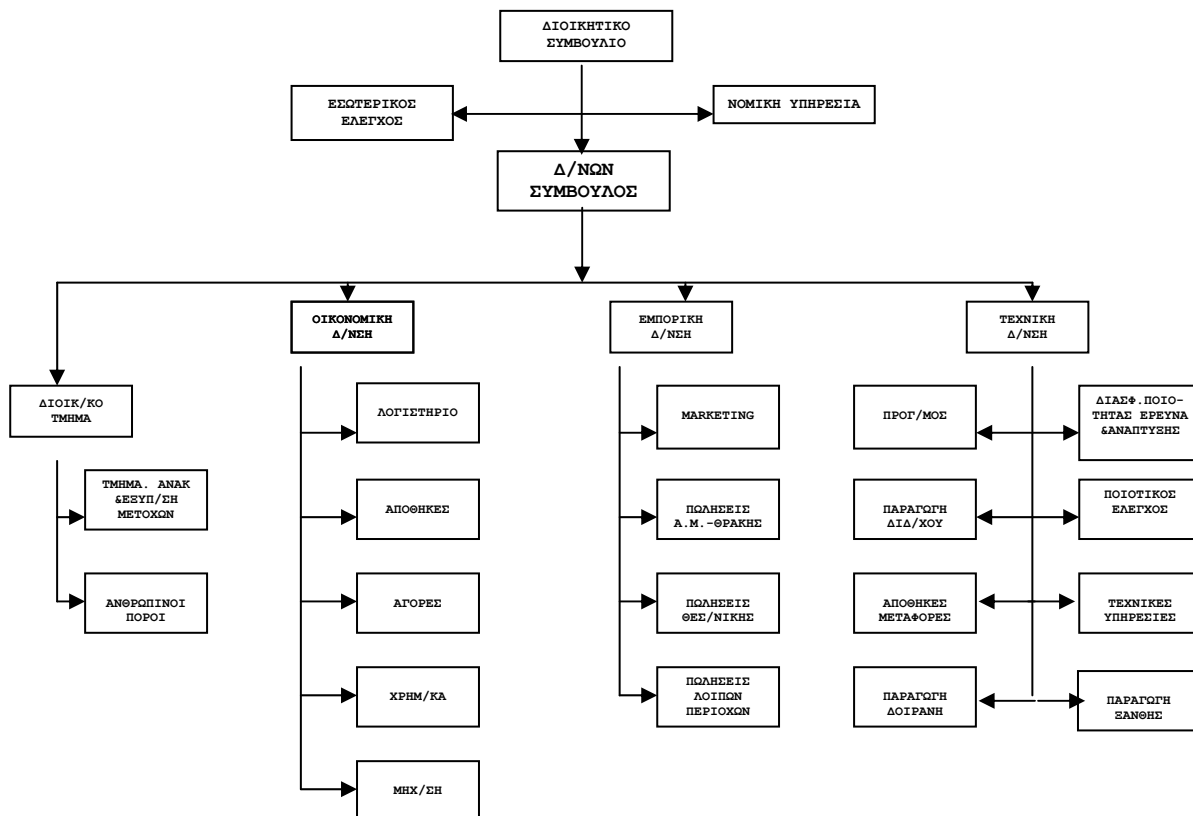 ΔΙΟΙΚΗΤΙΚΟ
ΣΥΜΒΟΥΛΙΟ
ΕΣΩΤΕΡΙΚΟΣ
ΕΛΕΓΧΟΣ
ΝΟΜΙΚΗ ΥΠΗΡΕΣΙΑ
Δ/ΝΩΝ
ΣΥΜΒΟΥΛΟΣ
ΔΙΟΙΚ/ΚΟ
ΤΜΗΜΑ
ΤΜΗΜΑ. ΑΝΑΚ
&ΕΞΥΠ/ΣΗ
ΜΕΤΟΧΩΝ
ΑΝΘΡΩΠΙΝΟΙ
ΠΟΡΟΙ
ΟΙΚΟΝΟΜΙΚΗ
Δ/ΝΣΗ
ΛΟΓΙΣΤΗΡΙΟ
ΑΠΟΘΗΚΕΣ
ΑΓΟΡΕΣ
ΧΡΗΜ/ΚΑ
ΜΗΧ/ΣΗ
ΕΜΠΟΡΙΚΗ
Δ/ΝΣΗ
MARKETING
ΠΩΛΗΣΕΙΣ
Α.Μ.-ΘΡΑΚΗΣ
ΠΩΛΗΣΕΙΣ
ΘΕΣ/ΝΙΚΗΣ
ΠΩΛΗΣΕΙΣ
ΛΟΙΠΩΝ
ΠΕΡΙΟΧΩΝ
ΤΕΧΝΙΚΗ
Δ/ΝΣΗ
ΠΡΟΓ/ΜΟΣ
ΔΙΑΣΦ.ΠΟΙΟ-
ΤΗΤΑΣ ΕΡΕΥΝΑ
&ΑΝΑΠΤΥΞΗΣ
ΠΑΡΑΓΩΓΗ
ΔΙΔ/ΧΟΥ
ΠΟΙΟΤΙΚΟΣ
ΕΛΕΓΧΟΣ
ΑΠΟΘΗΚΕΣ
ΜΕΤΑΦΟΡΕΣ
ΤΕΧΝΙΚΕΣ
ΥΠΗΡΕΣΙΕΣ
ΠΑΡΑΓΩΓΗ
ΔΟΙΡΑΝΗ
ΠΑΡΑΓΩΓΗ
ΞΑΝΘΗΣ